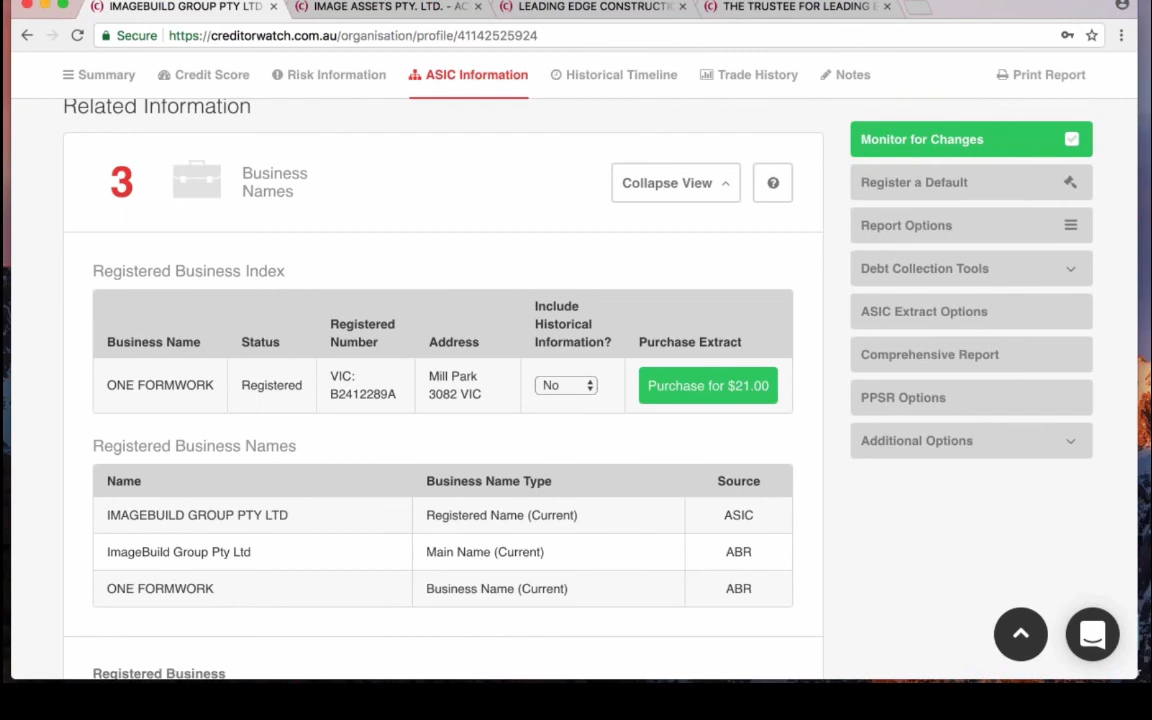 IMAGEBUILD GROUP PTY LTD × (c) IMAGE ASSETS PTY. LTD. - AC × (c) LEADING EDGE CONSTRUCTI × (c) THE TRUSTEE FOR LEADING E ×
Secure | https://creditorwatch.com.au/organisation/profile/41142525924
Summary Credit Score Risk Information ASIC Information Historical Timeline Trade History Notes Print Report
Related Information
3 Business Names
Collapse View
Registered Business Index
Business Name Status Registered Number Address Include Historical Information? Purchase Extract
ONE FORMWORK Registered VIC: B2412289A Mill Park 3082 VIC No Purchase for $21.00
Registered Business Names
Name Business Name Type Source
IMAGEBUILD GROUP PTY LTD Registered Name (Current) ASIC
ImageBuild Group Pty Ltd Main Name (Current) ABR
ONE FORMWORK Business Name (Current) ABR
Registered Business
Monitor for Changes
Register a Default
Report Options
Debt Collection Tools
ASIC Extract Options
Comprehensive Report
PPSR Options
Additional Options